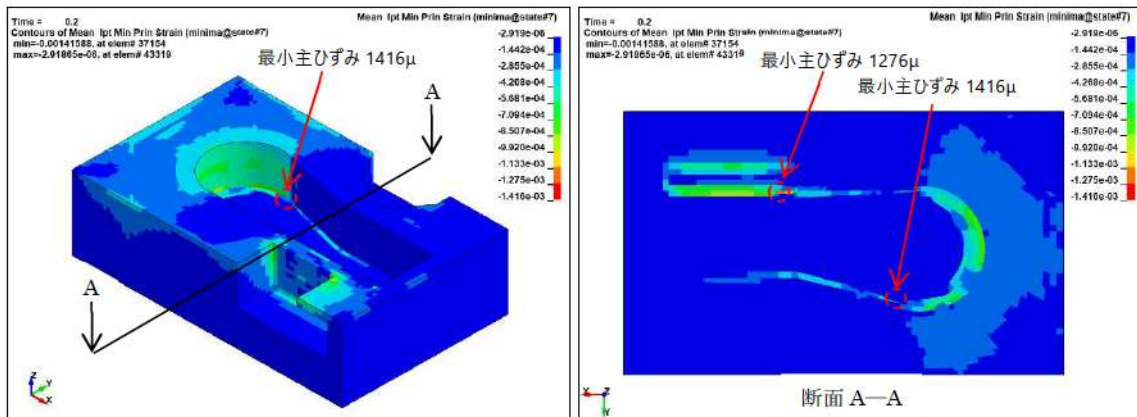 Time = 0.2
Contours of Mean Ipt Min Prin Strain (minima@state#7)
min=-0.00141588, at elem# 37154
max=-2.91865e-06, at elem# 43319
Mean Ipt Min Prin Strain (minima@state#7)
-2.919e-06
-1.442e-04
-2.855e-04
-4.268e-04
-5.681e-04
-7.094e-04
-8.507e-04
-9.920e-04
-1.133e-03
-1.275e-03
-1.416e-03
最小主ひずみ 1416μ
A
A
Z
Y
X
Time = 0.2
Contours of Mean Ipt Min Prin Strain (minima@state#7)
min=-0.00141588, at elem# 37154
max=-2.91865e-06, at elem# 43319
Mean Ipt Min Prin Strain (minima@state#7)
-2.919e-06
-1.442e-04
-2.855e-04
-4.268e-04
-5.681e-04
-7.094e-04
-8.507e-04
-9.920e-04
-1.133e-03
-1.275e-03
-1.416e-03
最小主ひずみ 1276μ
最小主ひずみ 1416μ
X
Z
Y
断面 A—A